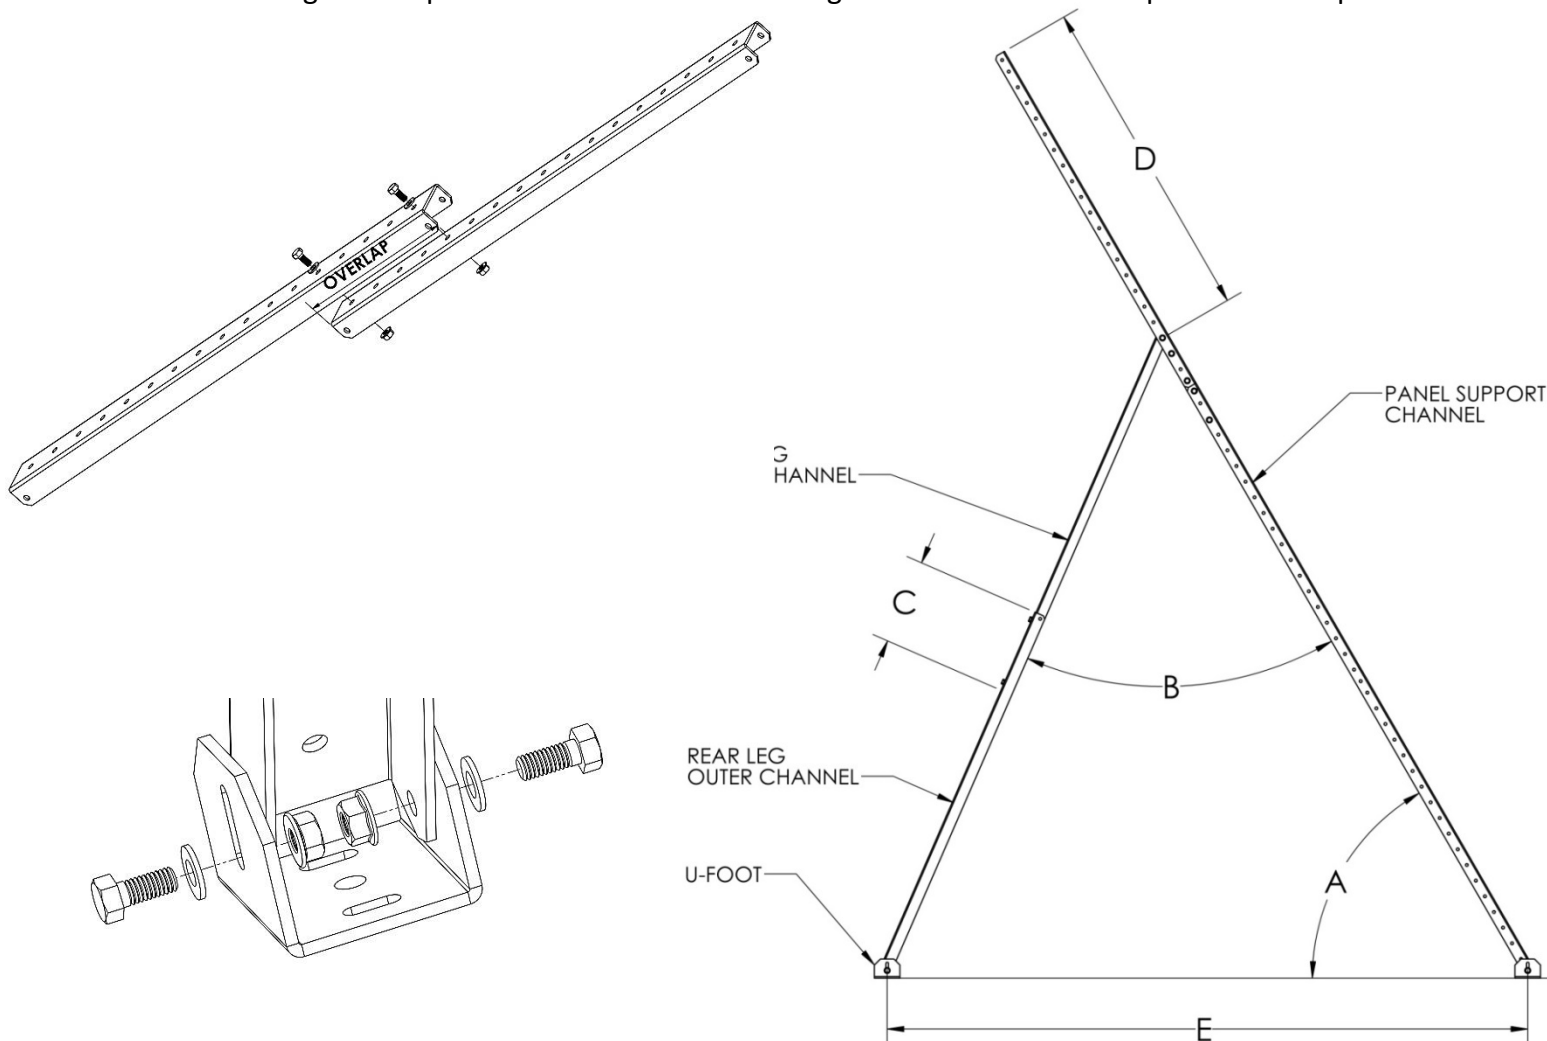 OVERLAP
D
PANEL SUPPORT
CHANNEL
G
HANNEL
C
B
REAR LEG
OUTER CHANNEL
U-FOOT
A
E